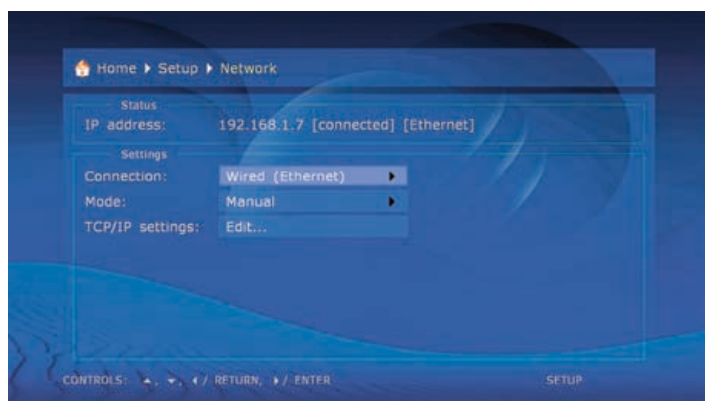 Home ▸ Setup ▸ Network
Status
IP address: 192.168.1.7 [connected] [Ethernet]
Settings
Connection: Wired (Ethernet) ▸
Mode: Manual ▸
TCP/IP settings: Edit...
CONTROLS: ▲, ▼, ◂ / RETURN, ▸ / ENTER SETUP